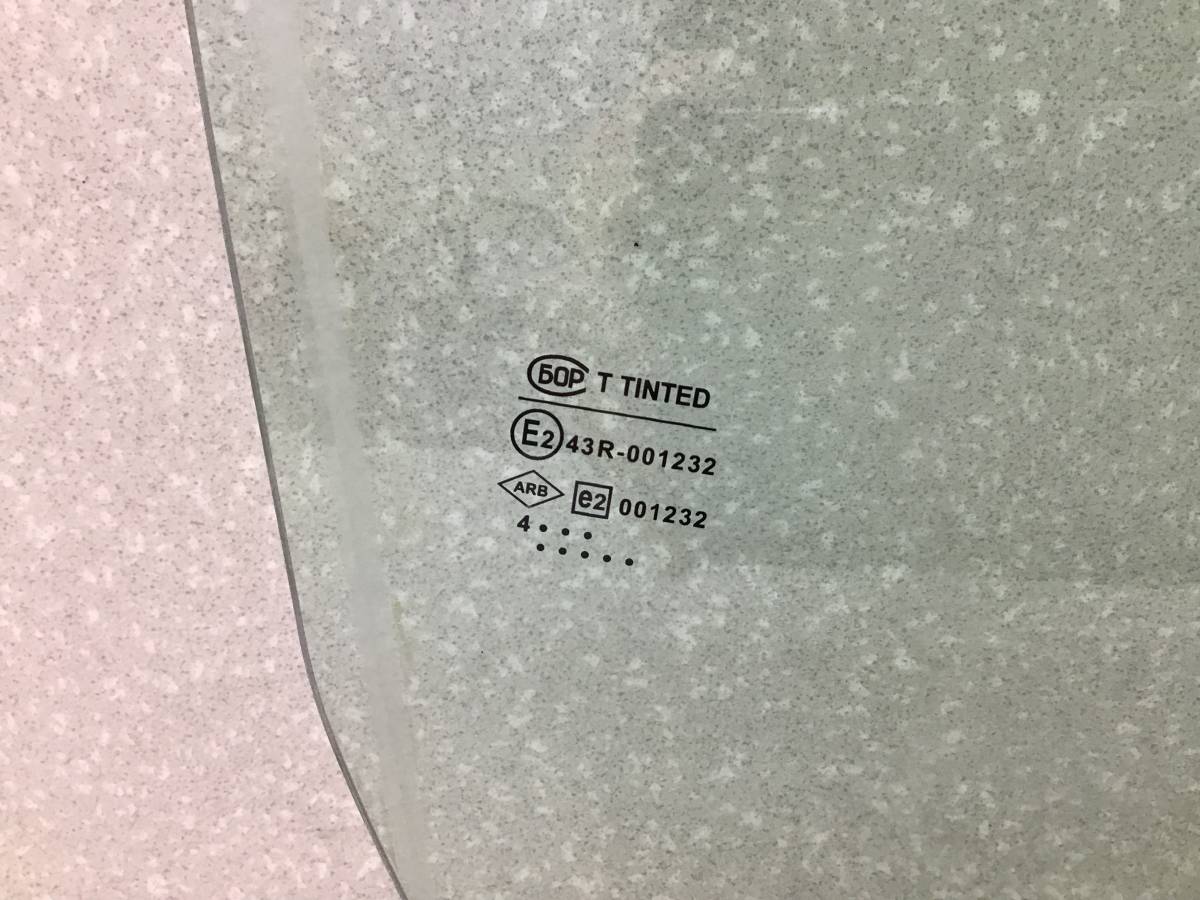 БОР T TINTED
E2 43R-001232
ARB e2 001232
4 • • •
• • • • •